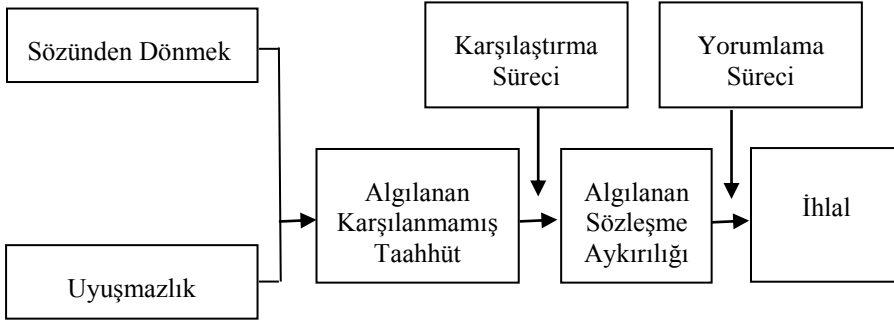 Sözünden Dönmek
Karşılaştırma
Süreci
Yorumlama
Süreci
Algılanan
Karşılanmamış
Taahhüt
Algılanan
Sözleşme
Aykırılığı
İhlal
Uyuşmazlık